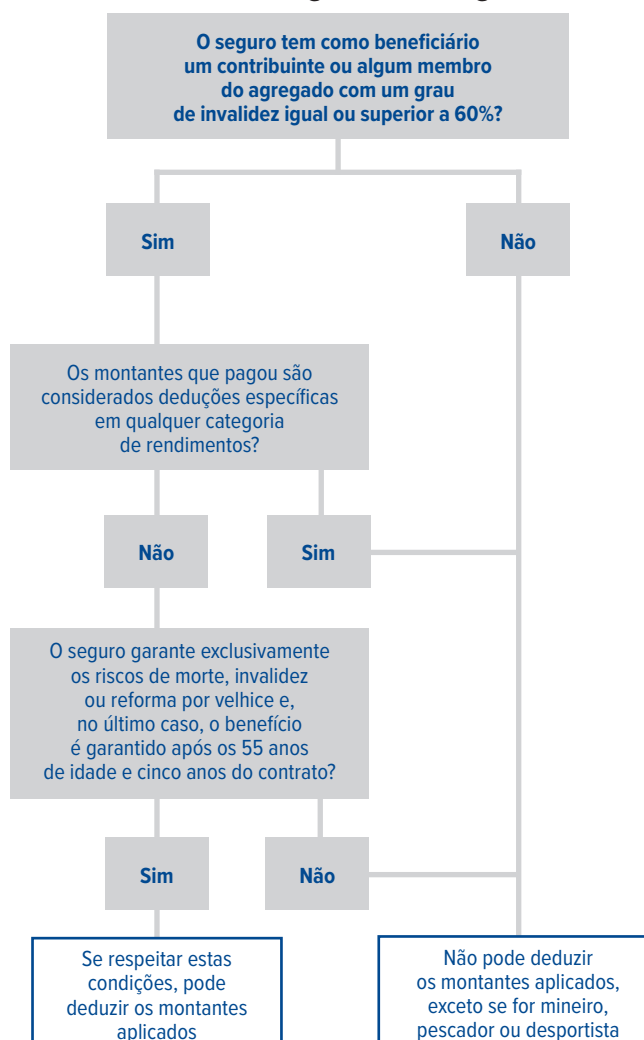 O seguro tem como beneficiário
um contribuinte ou algum membro
do agregado com um grau
de invalidez igual ou superior a 60%?
Sim
Não
Os montantes que pagou são
considerados deduções específicas
em qualquer categoria
de rendimentos?
Não
Sim
O seguro garante exclusivamente
os riscos de morte, invalidez
ou reforma por velhice e,
no último caso, o benefício
é garantido após os 55 anos
de idade e cinco anos do contrato?
Sim
Não
Se respeitar estas
condições, pode
deduzir os montantes
aplicados
Não pode deduzir
os montantes aplicados,
exceto se for mineiro,
pescador ou desportista